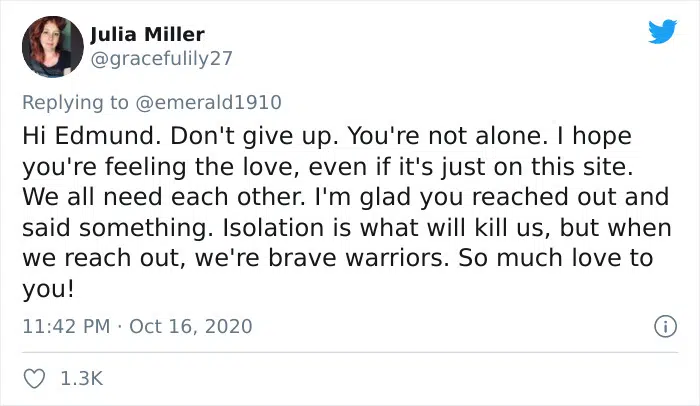 Julia Miller
@gracefulily27
Replying to @emerald1910
Hi Edmund. Don't give up. You're not alone. I hope
you're feeling the love, even if it's just on this site.
We all need each other. I'm glad you reached out and
said something. Isolation is what will kill us, but when
we reach out, we're brave warriors. So much love to
you!
11:42 PM · Oct 16, 2020
1.3K